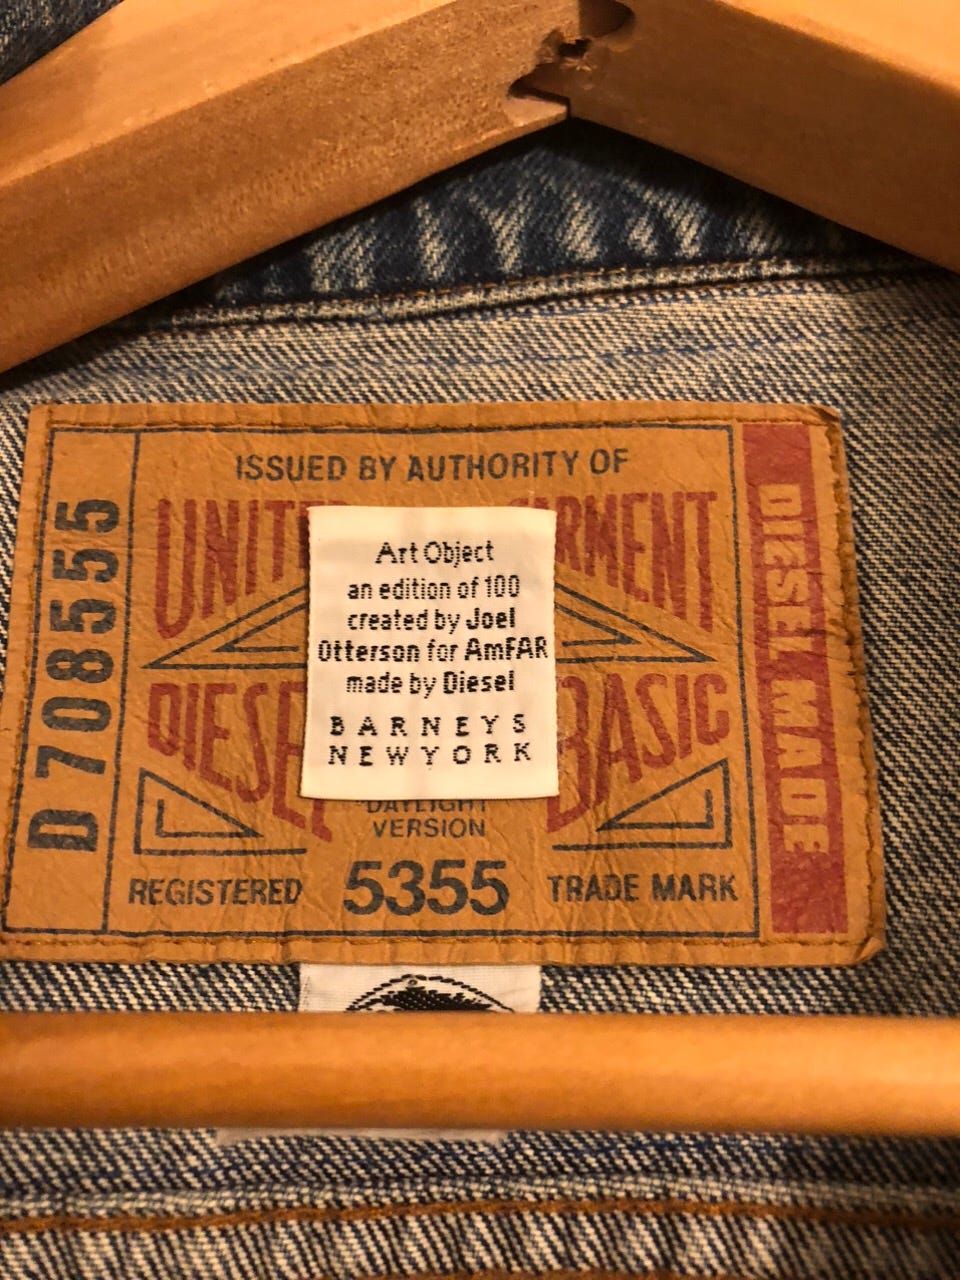 ISSUED BY AUTHORITY OF
Art Object
an edition of 100
created by Joel
Otterson for AmFAR
made by Diesel
BARNEYS
NEWYORK
BASIC
VERSION
REGISTERED 5355 TRADE MARK
D 708555
DIESEL MADE